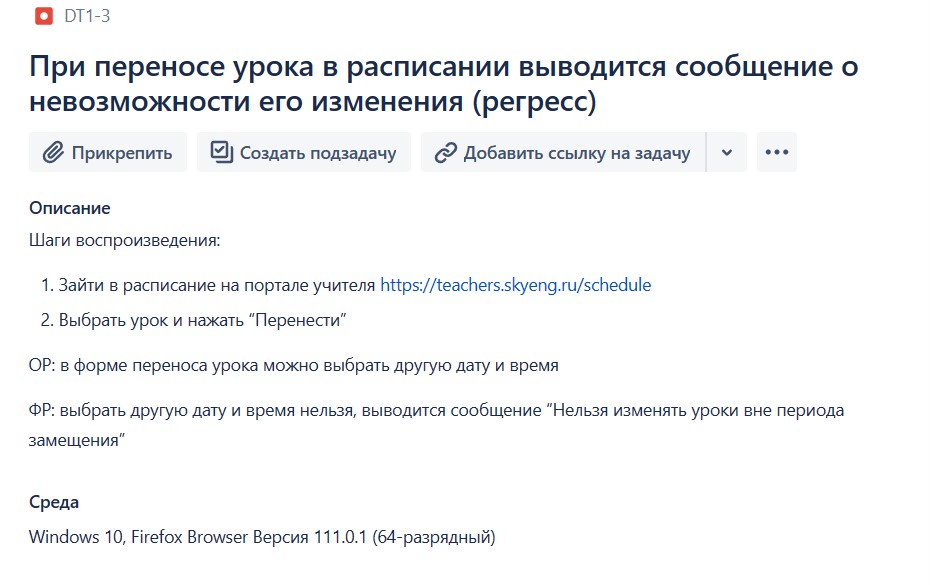 DT1-3
При переносе урока в расписании выводится сообщение о
невозможности его изменения (регресс)
Прикрепить Создать подзадачу Добавить ссылку на задачу
Описание
Шаги воспроизведения:
1. Зайти в расписание на портале учителя https://teachers.skyeng.ru/schedule
2. Выбрать урок и нажать “Перенести”
ОР: в форме переноса урока можно выбрать другую дату и время
ФР: выбрать другую дату и время нельзя, выводится сообщение “Нельзя изменять уроки вне периода
замещения”
Среда
Windows 10, Firefox Browser Версия 111.0.1 (64-разрядный)